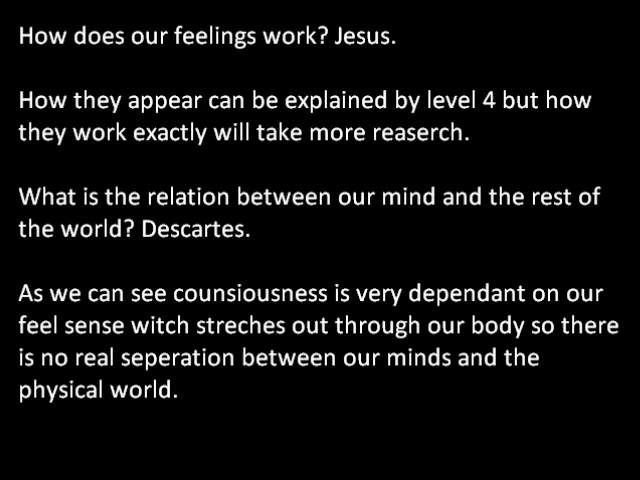 How does our feelings work? Jesus.
How they appear can be explained by level 4 but how
they work exactly will take more reaserch.
What is the relation between our mind and the rest of
the world? Descartes.
As we can see counsiousness is very dependant on our
feel sense witch streches out through our body so there
is no real seperation between our minds and the
physical world.